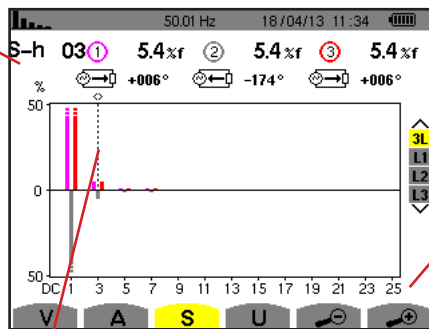 50.01 Hz 18/04/13 11:34
S-h 03 1 5.4%f 2 5.4%f 3 5.4%f
+006° -174° +006°
%
50
3L
L1
0
L2
L3
50
DC 1 3 5 7 9 11 13 15 17 19 21 23 25
V A S U